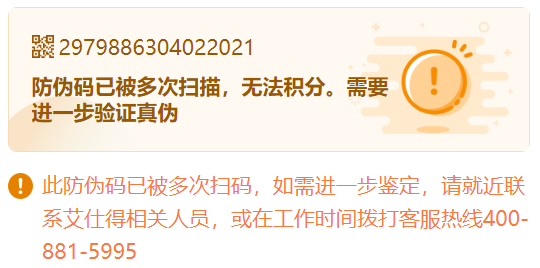 2979886304022021
防伪码已被多次扫描，无法积分。需要
进一步验证真伪
此防伪码已被多次扫码，如需进一步鉴定，请就近联
系艾仕得相关人员，或在工作时间拨打客服热线400-
881-5995